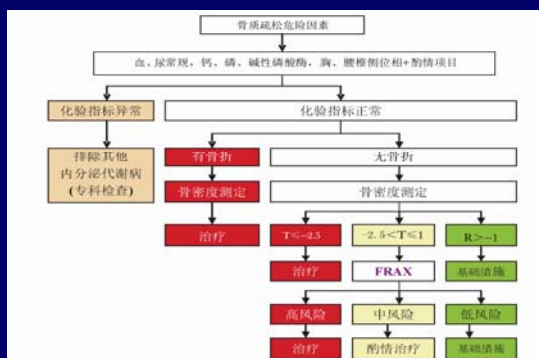 骨质疏松危险因素
血、尿常规，钙、磷、碱性磷酸酶，胸、腰椎侧位相+酌情项目
化验指标异常
化验指标正常
排除其他
内分泌代谢病
(专科检查)
有骨折
无骨折
骨密度测定
骨密度测定
治疗
T≤-2.5
-2.5<T≤1
R>-1
治疗
FRAX
基础措施
高风险
中风险
低风险
治疗
酌情治疗
基础措施